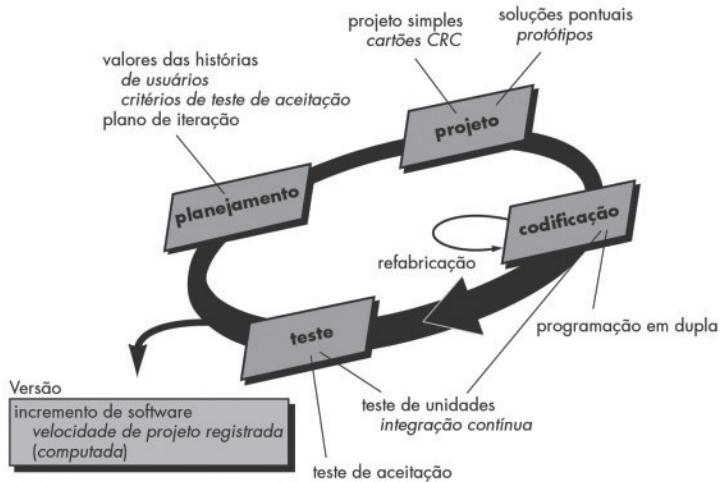 projeto simples
cartões CRC
soluções pontuais
protótipos
valores das histórias
de usuários
critérios de teste de aceitação
plano de iteração
projeto
planejamento
codificação
refabricação
programação em dupla
teste
teste de unidades
integração contínua
teste de aceitação
Versão
incremento de software
velocidade de projeto registrada
(computada)